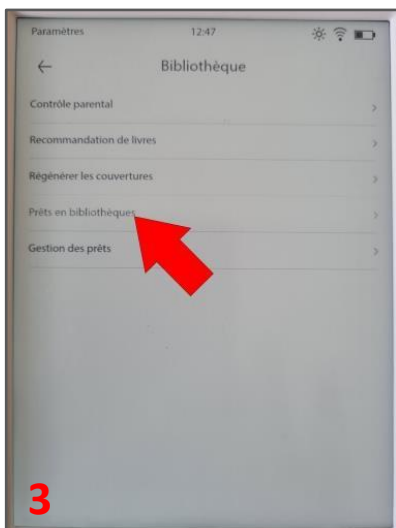 Paramètres 12:47
Bibliothèque
Contrôle parental
Recommandation de livres
Régénérer les couvertures
Prêts en bibliothèques
Gestion des prêts
3